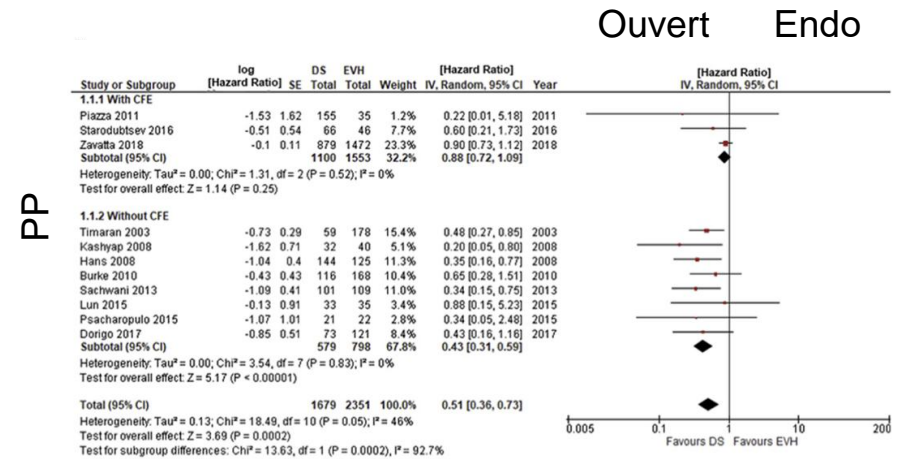 Ouvert Endo
log DS EVH [Hazard Ratio] [Hazard Ratio]
Study or Subgroup [Hazard Ratio] SE Total Total Weight IV, Random, 95% CI Year IV, Random, 95% CI
1.1.1 With CFE
Piazza 2011 -1.53 1.62 155 35 1.2% 0.22 [0.01, 5.18] 2011
Starodubtsev 2016 -0.51 0.54 66 46 7.7% 0.60 [0.21, 1.73] 2016
Zavatta 2018 -0.1 0.11 879 1472 23.3% 0.90 [0.73, 1.12] 2018
Subtotal (95% CI) 1100 1553 32.2% 0.88 [0.72, 1.09]
Heterogeneity: Tau² = 0.00; Chi² = 1.31, df = 2 (P = 0.52); I² = 0%
Test for overall effect: Z = 1.14 (P = 0.25)
PP
1.1.2 Without CFE
Timaran 2003 -0.73 0.29 59 178 15.4% 0.48 [0.27, 0.85] 2003
Kashyap 2008 -1.62 0.71 32 40 5.1% 0.20 [0.05, 0.80] 2008
Hans 2008 -1.04 0.4 144 125 11.3% 0.35 [0.16, 0.77] 2008
Burke 2010 -0.43 0.43 116 168 10.4% 0.65 [0.28, 1.51] 2010
Sachwani 2013 -1.09 0.41 101 109 11.0% 0.34 [0.15, 0.75] 2013
Lun 2015 -0.13 0.91 33 35 3.4% 0.88 [0.15, 5.23] 2015
Psacharopulo 2015 -1.07 1.01 21 22 2.8% 0.34 [0.05, 2.48] 2015
Dorigo 2017 -0.85 0.51 73 121 8.4% 0.43 [0.16, 1.16] 2017
Subtotal (95% CI) 579 798 67.8% 0.43 [0.31, 0.59]
Heterogeneity: Tau² = 0.00; Chi² = 3.54, df = 7 (P = 0.83); I² = 0%
Test for overall effect: Z = 5.17 (P < 0.00001)
Total (95% CI) 1679 2351 100.0% 0.51 [0.36, 0.73]
Heterogeneity: Tau² = 0.13; Chi² = 18.49, df = 10 (P = 0.05); I² = 46%
Test for overall effect: Z = 3.69 (P = 0.0002)
Test for subgroup differences: Chi² = 13.63, df = 1 (P = 0.0002), I² = 92.7%
0.005 0.1 1 10 200
Favours DS Favours EVH